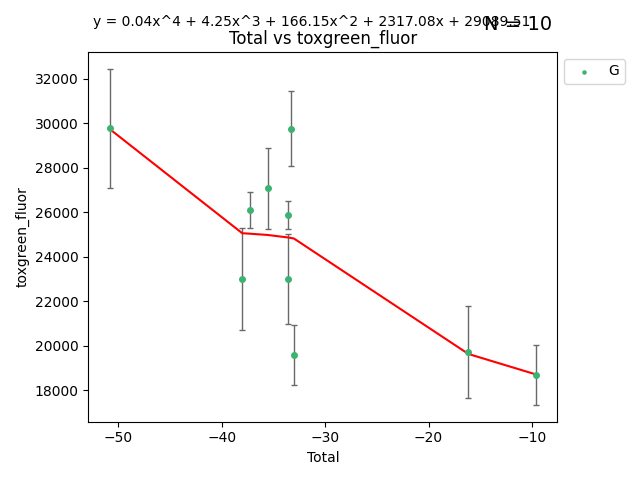 y = 0.04x^4 + 4.25x^3 + 166.15x^2 + 2317.08x + 29089.51
N = 10
Total vs toxgreen_fluor
G
32000
30000
28000
26000
24000
22000
20000
18000
toxgreen_fluor
−50
−40
−30
−20
−10
Total